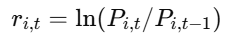 r_{i,t} = ln(P_{i,t}/P_{i,t−1})